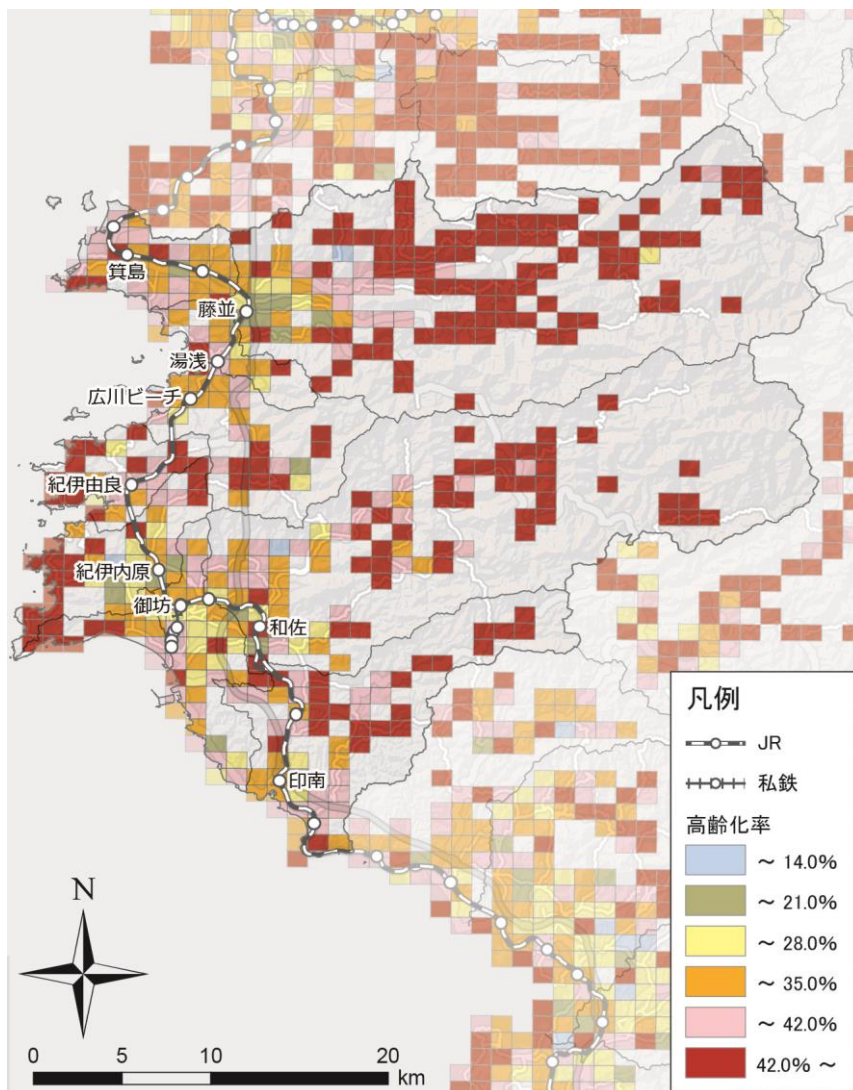 箕島
藤並
湯浅
広川ビーチ
紀伊由良
紀伊内原
御坊
和佐
印南
凡例
JR
私鉄
高齢化率
～ 14.0%
～ 21.0%
～ 28.0%
～ 35.0%
～ 42.0%
42.0% ～
N
0 5 10 20
km